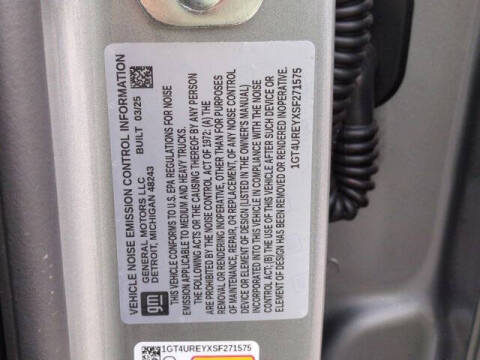 VEHICLE NOISE EMISSION CONTROL INFORMATION
gm
GENERAL MOTORS LLC
DETROIT, MICHIGAN 48243
BUILT 03/25
THIS VEHICLE CONFORMS TO U.S. EPA REGULATIONS FOR NOISE
EMISSION APPLICABLE TO MEDIUM AND HEAVY TRUCKS.
THE FOLLOWING ACTS OR THE CAUSING THEREOF BY ANY PERSON
ARE PROHIBITED BY THE NOISE CONTROL ACT OF 1972: (A) THE
REMOVAL OR RENDERING INOPERATIVE, OTHER THAN FOR PURPOSES
OF MAINTENANCE, REPAIR, OR REPLACEMENT, OF ANY NOISE CONTROL
DEVICE OR ELEMENT OF DESIGN (LISTED IN THE OWNER'S MANUAL)
INCORPORATED INTO THIS VEHICLE IN COMPLIANCE WITH THE NOISE
CONTROL ACT; (B) THE USE OF THIS VEHICLE AFTER SUCH DEVICE OR
ELEMENT OF DESIGN HAS BEEN REMOVED OR RENDERED INOPERATIVE.
1GT4UREYXSF271575
1GT4UREYXSF271575